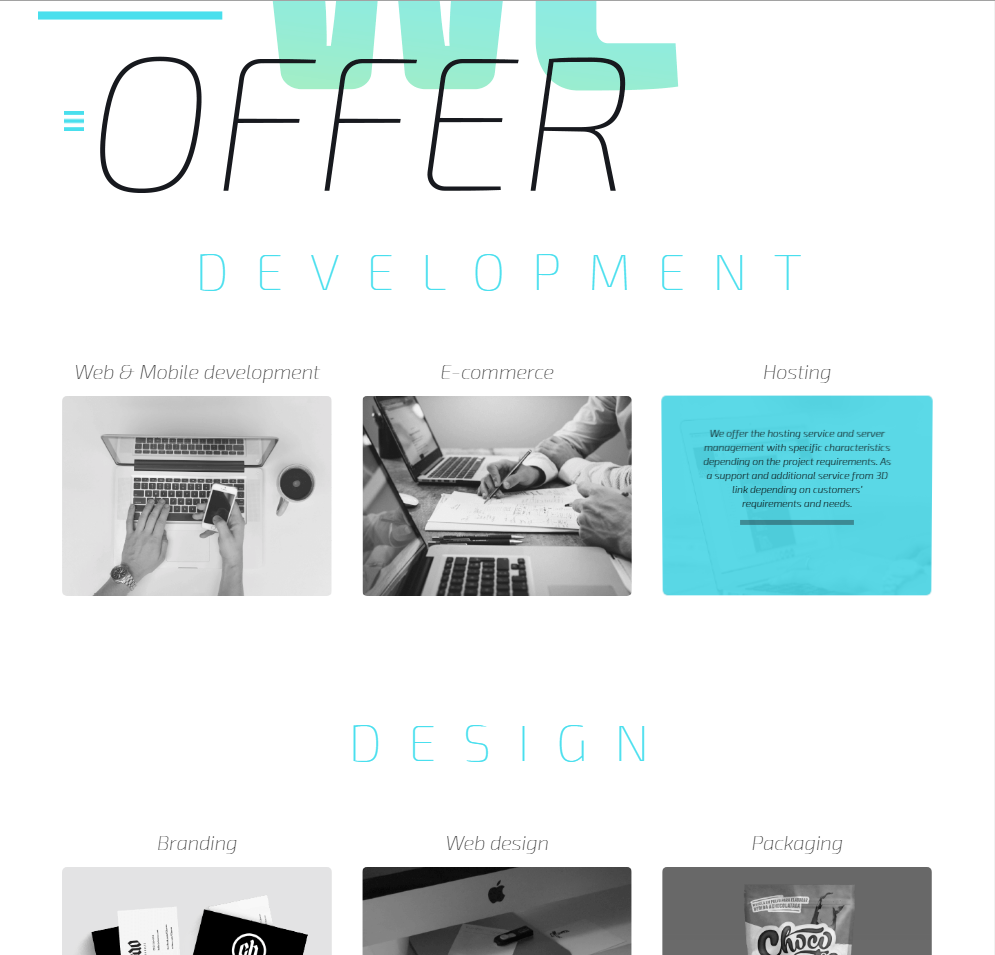 We
OFFER
DEVELOPMENT
Web & Mobile development
E-commerce
Hosting
We offer the hosting service and server
management with specific characteristics
depending on the project requirements. As
a support and additional service from 3D
link depending on customers'
requirements and needs.
DESIGN
Branding
Web design
Packaging
Choco